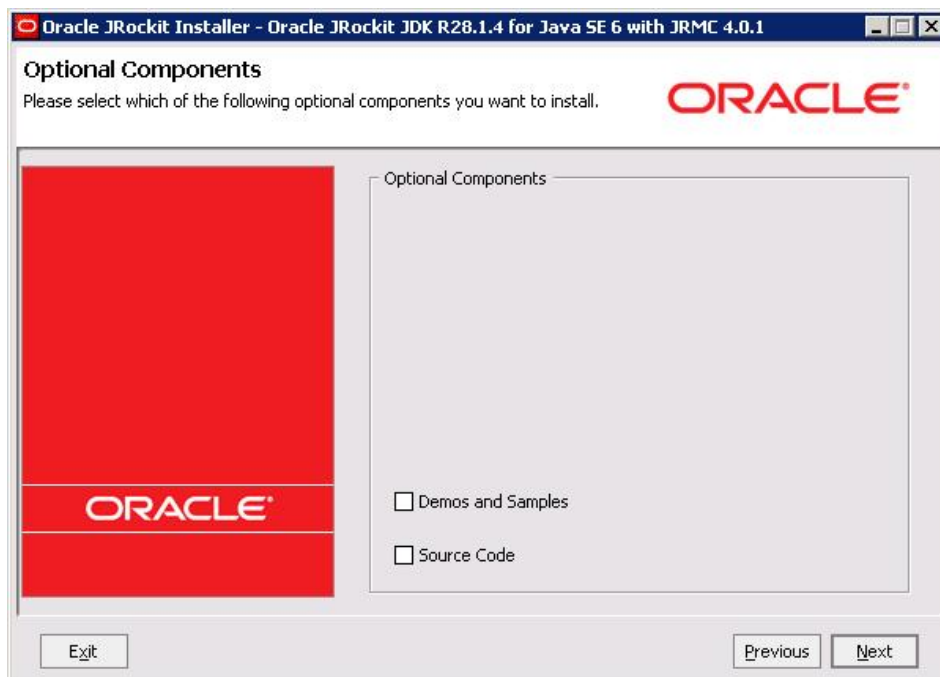 Oracle JRockit Installer - Oracle JRockit JDK R28.1.4 for Java SE 6 with JRMC 4.0.1
Optional Components
Please select which of the following optional components you want to install.
ORACLE®
Optional Components
ORACLE®
Demos and Samples
Source Code
Exit
Previous
Next